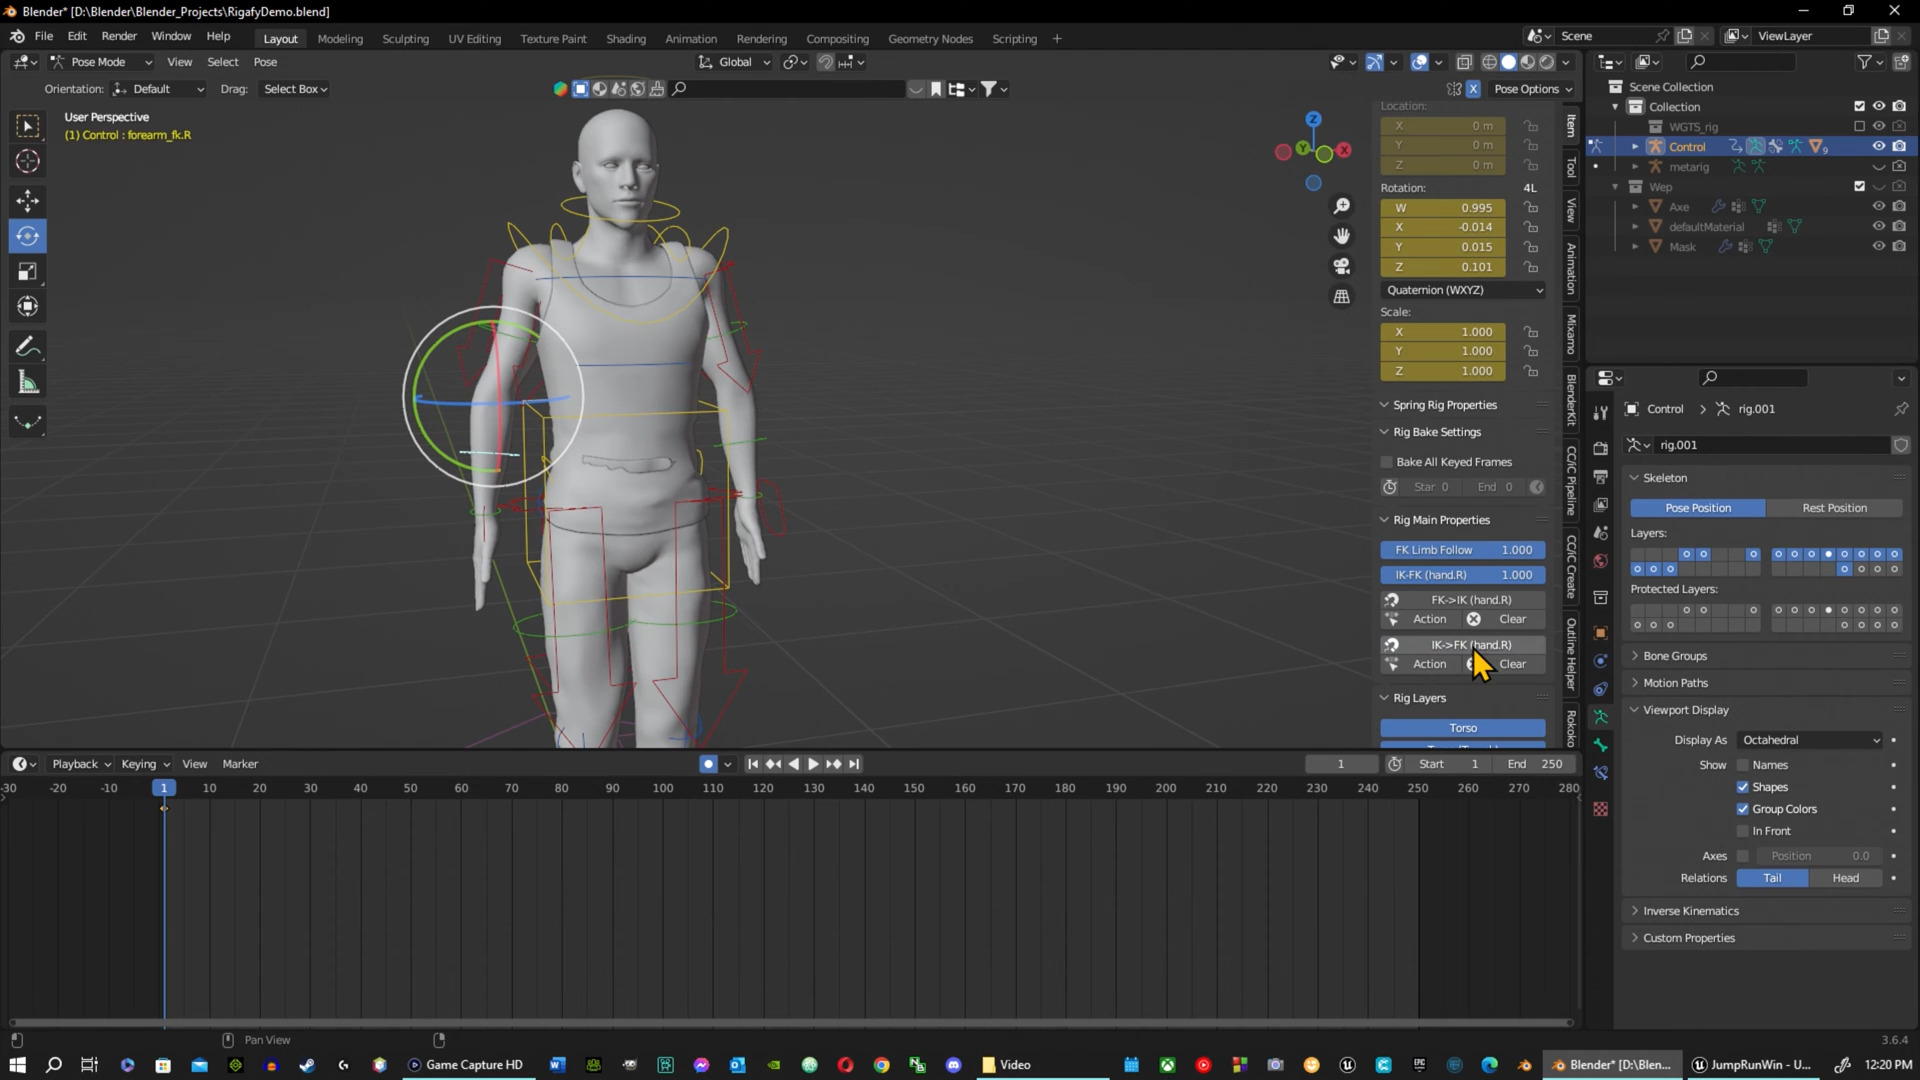 Blender* [D:\Blender\Blender_Projects\RigafyDemo.blend]
File Edit Render Window Help
Layout Modeling Sculpting UV Editing Texture Paint Shading Animation Rendering Compositing Geometry Nodes Scripting +
Scene
ViewLayer
Pose Mode View Select Pose
Global
Orientation: Default Drag: Select Box
Pose Options
User Perspective
(1) Control : forearm_fk.R
Z
Y
X
Location:
X 0 m
Y 0 m
Z 0 m
Rotation: 4L
W 0.995
X -0.014
Y 0.015
Z 0.101
Quaternion (WXYZ)
Scale:
X 1.000
Y 1.000
Z 1.000
Spring Rig Properties
Rig Bake Settings
Bake All Keyed Frames
Star 0 End 0
Rig Main Properties
FK Limb Follow 1.000
IK-FK (hand.R) 1.000
FK->IK (hand.R)
Action Clear
IK->FK (hand.R)
Action Clear
Rig Layers
Torso
Item
Tool
View
Animation
Mixamo
BlenderKit
CC/iC Pipeline
CC/iC Create
Outline Helper
Rokoko
Scene Collection
Collection
WGTS_rig
Control 9
metarig
Wep
Axe
defaultMaterial
Mask
Control > rig.001
rig.001
Skeleton
Pose Position Rest Position
Layers:
Protected Layers:
Bone Groups
Motion Paths
Viewport Display
Display As Octahedral
Show Names
Shapes
Group Colors
In Front
Axes Position 0.0
Relations Tail Head
Inverse Kinematics
Custom Properties
Playback Keying View Marker
1 Start 1 End 250
-30 -20 -10 1 10 20 30 40 50 60 70 80 90 100 110 120 130 140 150 160 170 180 190 200 210 220 230 240 250 260 270 280
Pan View
3.6.4
Game Capture HD
Video
Blender* [D:\Blen...
JumpRunWin - U...
12:20 PM